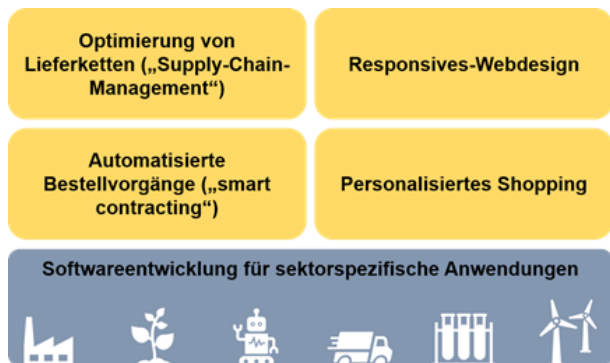 Optimierung von
Lieferketten („Supply-Chain-
Management“)
Responsives-Webdesign
Automatisierte
Bestellvorgänge („smart
contracting“)
Personalisiertes Shopping
Softwareentwicklung für sektorspezifische Anwendungen